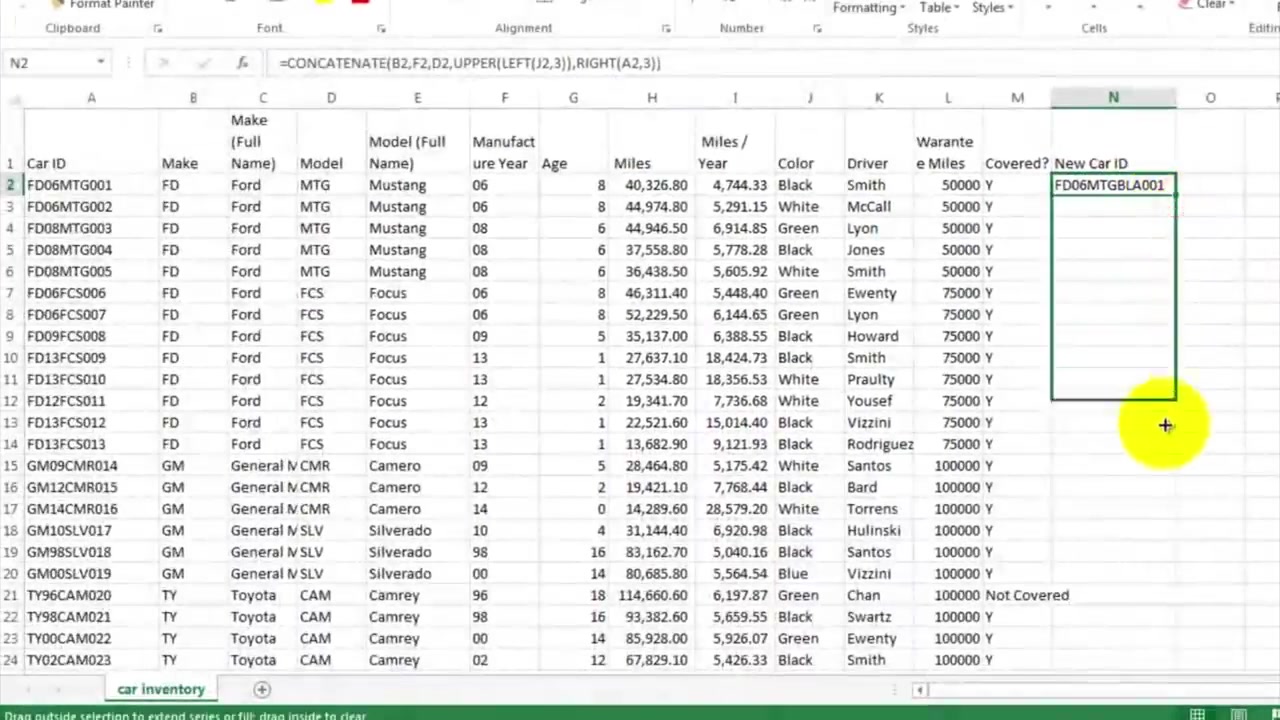 Format Painter
Formatting Table Styles Clear
Clipboard Font Alignment Number Styles Cells
N2 fx =CONCATENATE(B2,F2,D2,UPPER(LEFT(J2,3)),RIGHT(A2,3))
A B C D E F G H I J K L M N O
1 Car ID Make Make (Full Name) Model Model (Full Name) Manufacture Year Age Miles Miles / Year Color Driver Warantee Miles Covered? New Car ID
2 FD06MTG001 FD Ford MTG Mustang 06 8 40,326.80 4,744.33 Black Smith 50000 Y FD06MTGBLA001
3 FD06MTG002 FD Ford MTG Mustang 06 8 44,974.80 5,291.15 White McCall 50000 Y
4 FD08MTG003 FD Ford MTG Mustang 08 6 44,946.50 6,914.85 Green Lyon 50000 Y
5 FD08MTG004 FD Ford MTG Mustang 08 6 37,558.80 5,778.28 Black Jones 50000 Y
6 FD08MTG005 FD Ford MTG Mustang 08 6 36,438.50 5,605.92 White Smith 50000 Y
7 FD06FCS006 FD Ford FCS Focus 06 8 46,311.40 5,448.40 Green Ewenty 75000 Y
8 FD06FCS007 FD Ford FCS Focus 06 8 52,229.50 6,144.65 Green Lyon 75000 Y
9 FD09FCS008 FD Ford FCS Focus 09 5 35,137.00 6,388.55 Black Howard 75000 Y
10 FD13FCS009 FD Ford FCS Focus 13 1 27,637.10 18,424.73 Black Smith 75000 Y
11 FD13FCS010 FD Ford FCS Focus 13 1 27,534.80 18,356.53 White Praulty 75000 Y
12 FD12FCS011 FD Ford FCS Focus 12 2 19,341.70 7,736.68 White Yousef 75000 Y
13 FD13FCS012 FD Ford FCS Focus 13 1 22,521.60 15,014.40 Black Vizzini 75000 Y
14 FD13FCS013 FD Ford FCS Focus 13 1 13,682.90 9,121.93 Black Rodriguez 75000 Y
15 GM09CMR014 GM General M CMR Camero 09 5 28,464.80 5,175.42 White Santos 100000 Y
16 GM12CMR015 GM General M CMR Camero 12 2 19,421.10 7,768.44 Black Bard 100000 Y
17 GM14CMR016 GM General M CMR Camero 14 0 14,289.60 28,579.20 White Torrens 100000 Y
18 GM10SLV017 GM General M SLV Silverado 10 4 31,144.40 6,920.98 Black Hulinski 100000 Y
19 GM98SLV018 GM General M SLV Silverado 98 16 83,162.70 5,040.16 Black Santos 100000 Y
20 GM00SLV019 GM General M SLV Silverado 00 14 80,685.80 5,564.54 Blue Vizzini 100000 Y
21 TY96CAM020 TY Toyota CAM Camrey 96 18 114,660.60 6,197.87 Green Chan 100000 Not Covered
22 TY98CAM021 TY Toyota CAM Camrey 98 16 93,382.60 5,659.55 Black Swartz 100000 Y
23 TY00CAM022 TY Toyota CAM Camrey 00 14 85,928.00 5,926.07 Green Ewenty 100000 Y
24 TY02CAM023 TY Toyota CAM Camrey 02 12 67,829.10 5,426.33 Black Smith 100000 Y
car inventory
Drag outside selection to extend series or fill; drag inside to clear